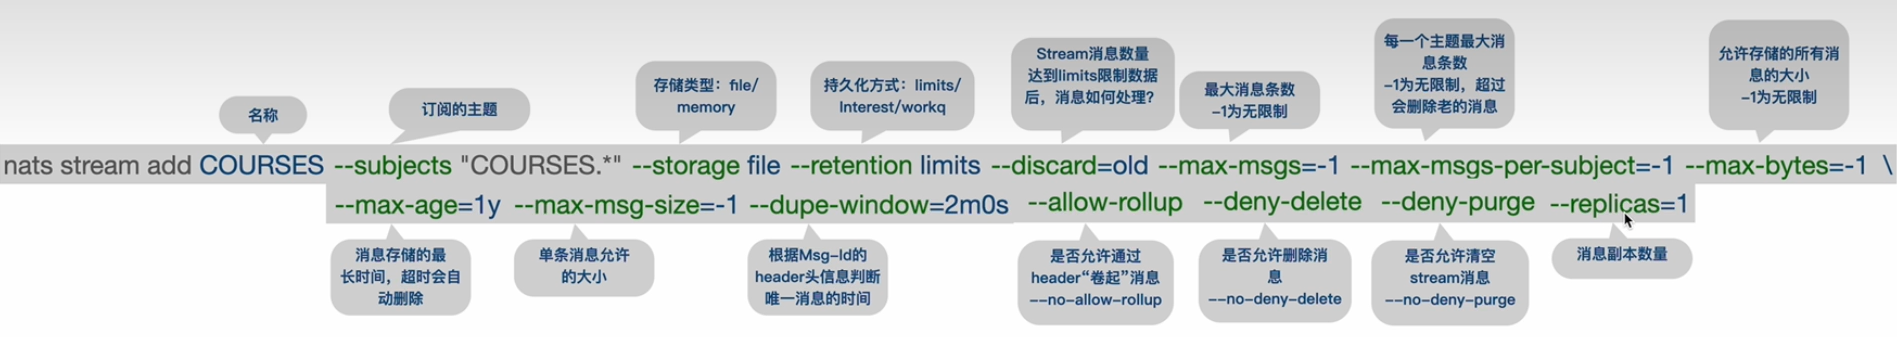 名称
订阅的主题
存储类型：file/
memory
持久化方式：limits/
Interest/workq
Stream消息数量
达到limits限制数据
后，消息如何处理？
最大消息条数
-1为无限制
每一个主题最大消
息条数
-1为无限制，超过
会删除老的消息
允许存储的所有消
息的大小
-1为无限制
nats stream add COURSES --subjects "COURSES.*" --storage file --retention limits --discard=old --max-msgs=-1 --max-msgs-per-subject=-1 --max-bytes=-1 \
--max-age=1y --max-msg-size=-1 --dupe-window=2m0s --allow-rollup --deny-delete --deny-purge --replicas=1
消息存储的最
长时间，超时会自
动删除
单条消息允许
的大小
根据Msg-Id的
header头信息判断
唯一消息的时间
是否允许通过
header“卷起”消息
--no-allow-rollup
是否允许删除消
息
--no-deny-delete
是否允许清空
stream消息
--no-deny-purge
消息副本数量